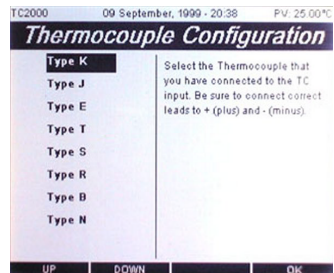 TC2000 09 September, 1999 - 20:38 PV: 25.00°C
Thermocouple Configuration
Type K
Type J
Type E
Type T
Type S
Type R
Type B
Type N
Select the Thermocouple that
you have connected to the TC
input. Be sure to connect correct
leads to + (plus) and - (minus).
UP DOWN OK